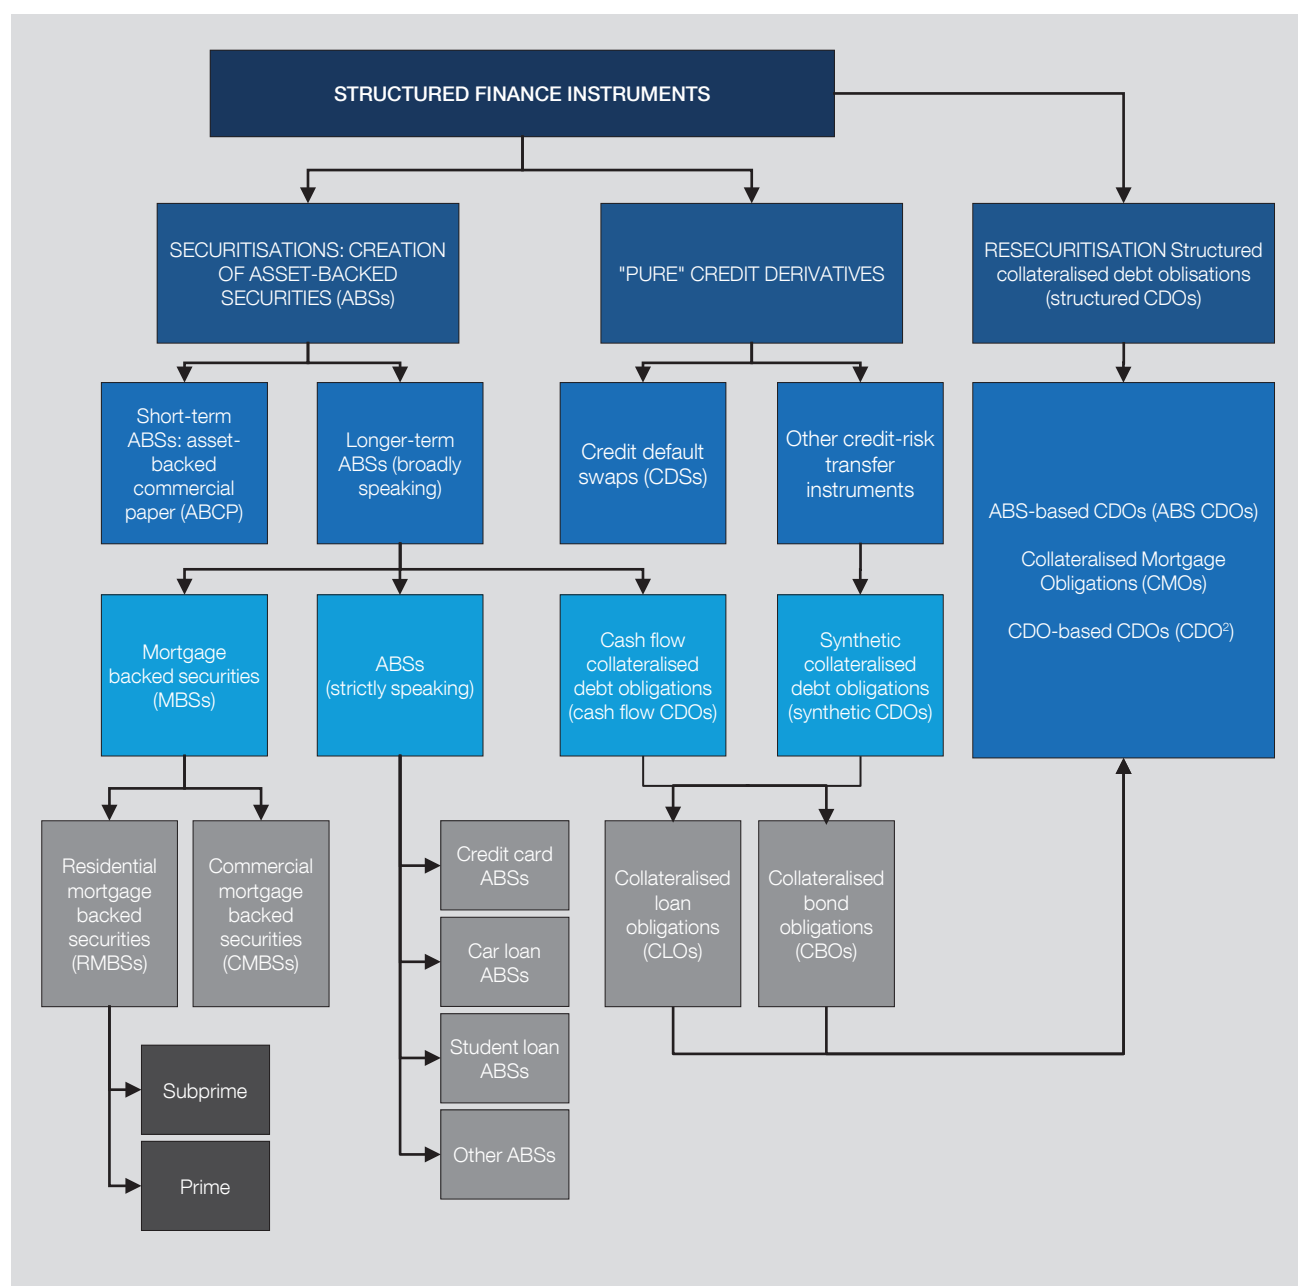 STRUCTURED FINANCE INSTRUMENTS
SECURITISATIONS: CREATION
OF ASSET-BACKED
SECURITIES (ABSs)
"PURE" CREDIT DERIVATIVES
RESECURITISATION Structured
collateralised debt oblisations
(structured CDOs)
Short-term
ABSs: asset-
backed
commercial
paper (ABCP)
Longer-term
ABSs (broadly
speaking)
Credit default
swaps (CDSs)
Other credit-risk
transfer
instruments
ABS-based CDOs (ABS CDOs)
Collateralised Mortgage
Obligations (CMOs)
CDO-based CDOs (CDO²)
Mortgage
backed securities
(MBSs)
ABSs
(strictly speaking)
Cash flow
collateralised
debt obligations
(cash flow CDOs)
Synthetic
collateralised
debt obligations
(synthetic CDOs)
Residential
mortgage
backed
securities
(RMBSs)
Commercial
mortgage
backed
securities
(CMBSs)
Credit card
ABSs
Car loan
ABSs
Student loan
ABSs
Other ABSs
Collateralised
loan
obligations
(CLOs)
Collateralised
bond
obligations
(CBOs)
Subprime
Prime